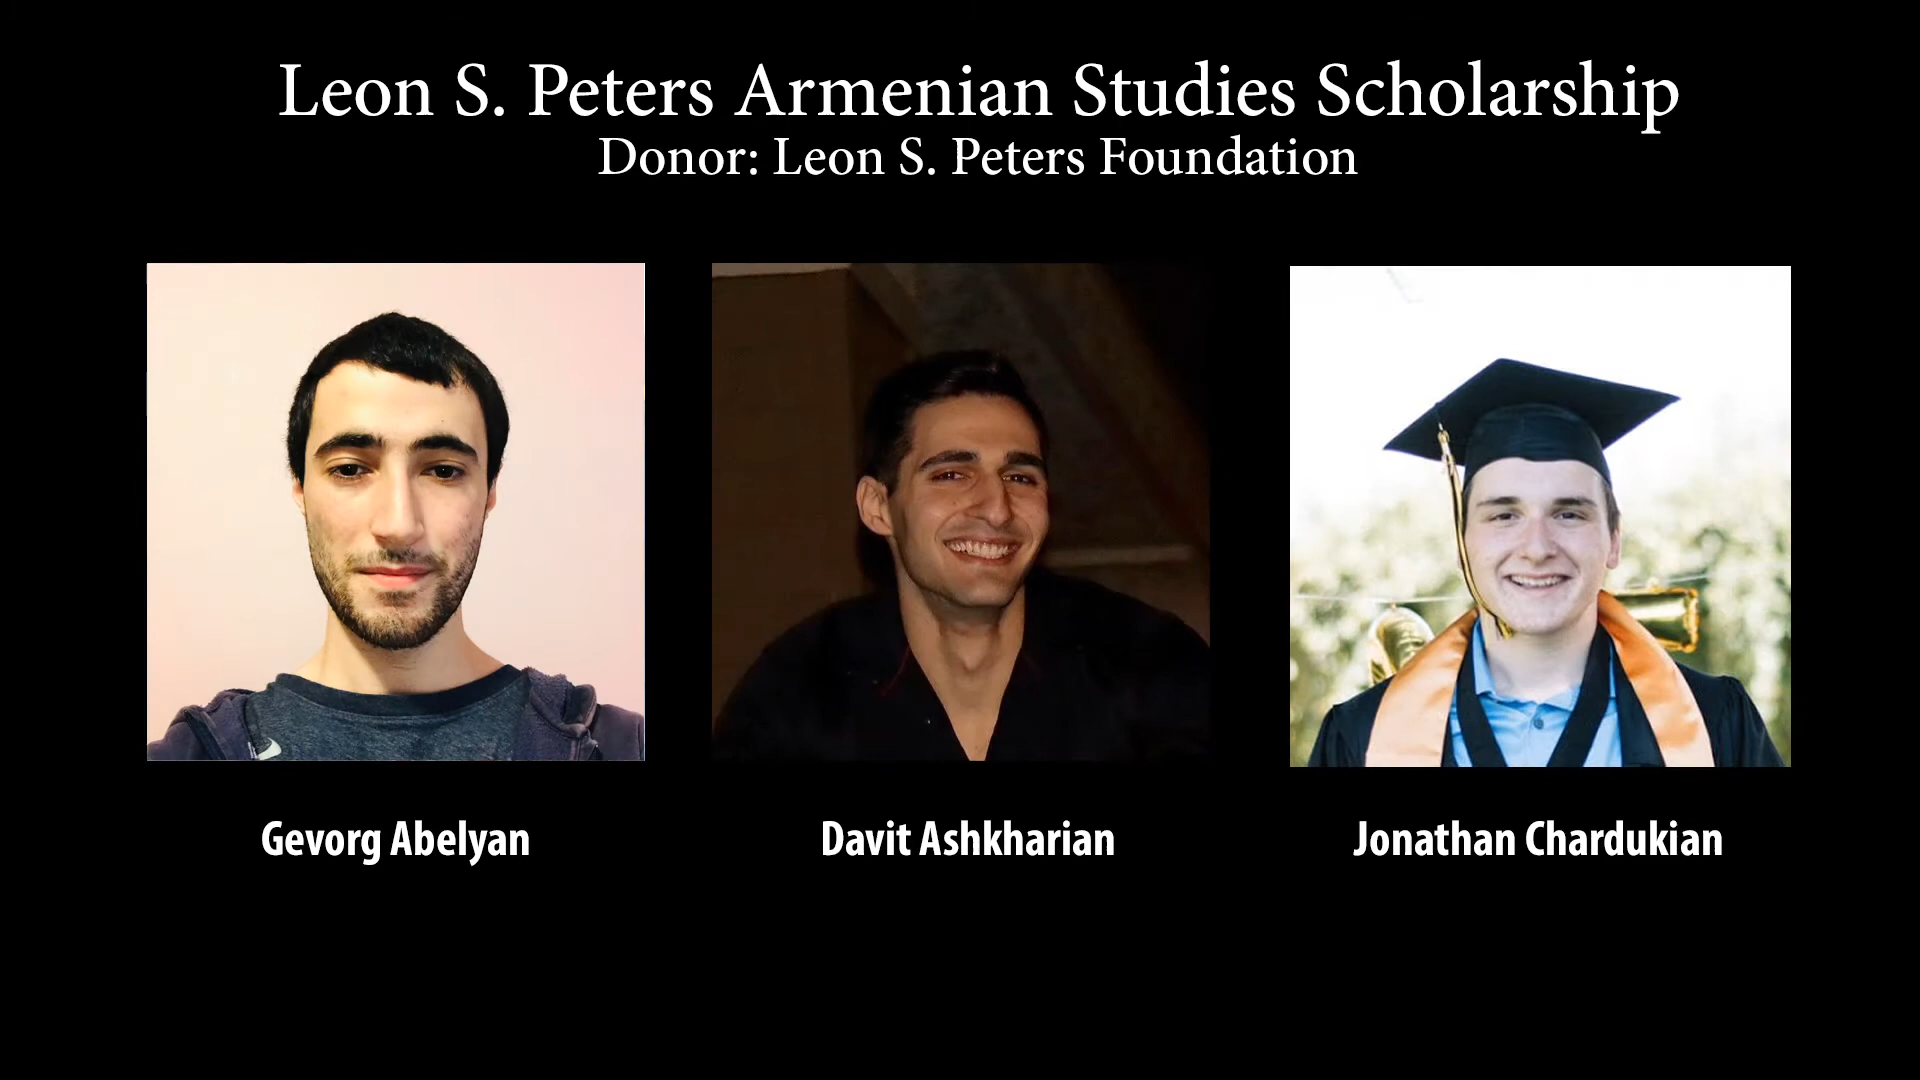 Leon S. Peters Armenian Studies Scholarship
Donor: Leon S. Peters Foundation
Gevorg Abelyan
Davit Ashkharian
Jonathan Chardukian